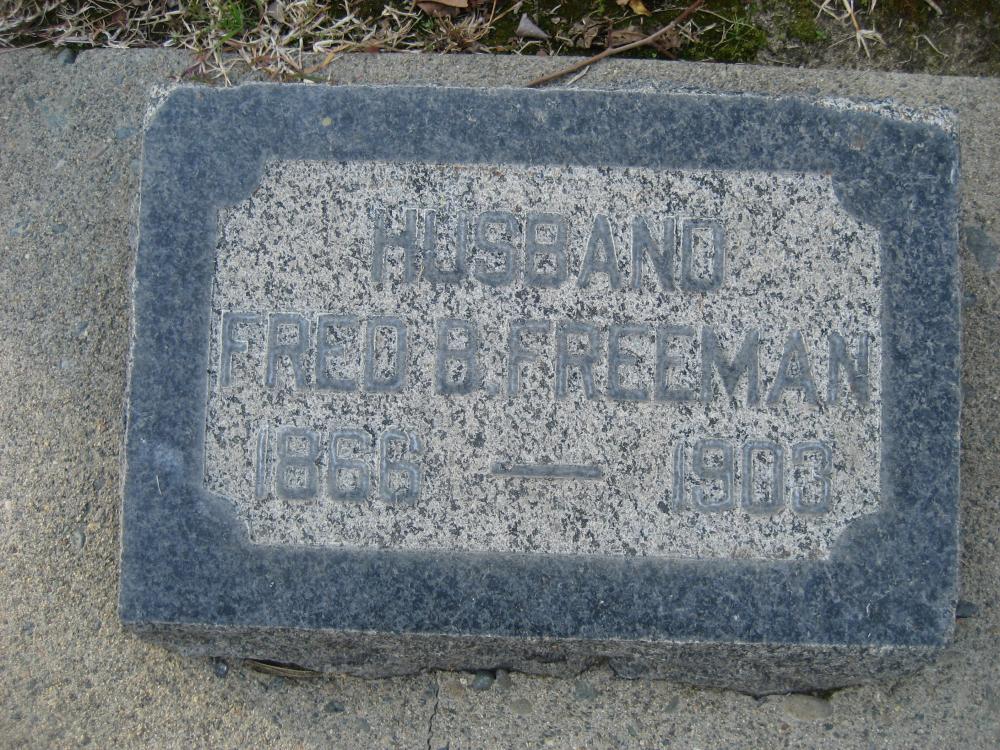 HUSBAND
FRED B. FREEMAN
1866 — 1903